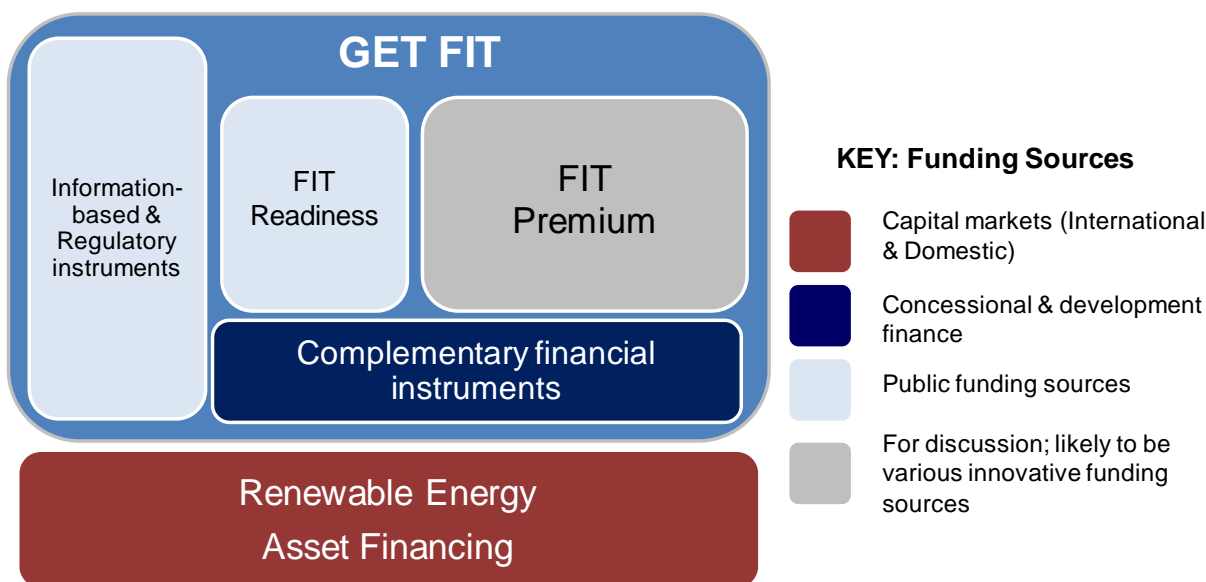 GET FIT
Information-
based &
Regulatory
instruments
FIT
Readiness
FIT
Premium
Complementary financial
instruments
Renewable Energy
Asset Financing
KEY: Funding Sources
Capital markets (International
& Domestic)
Concessional & development
finance
Public funding sources
For discussion; likely to be
various innovative funding
sources